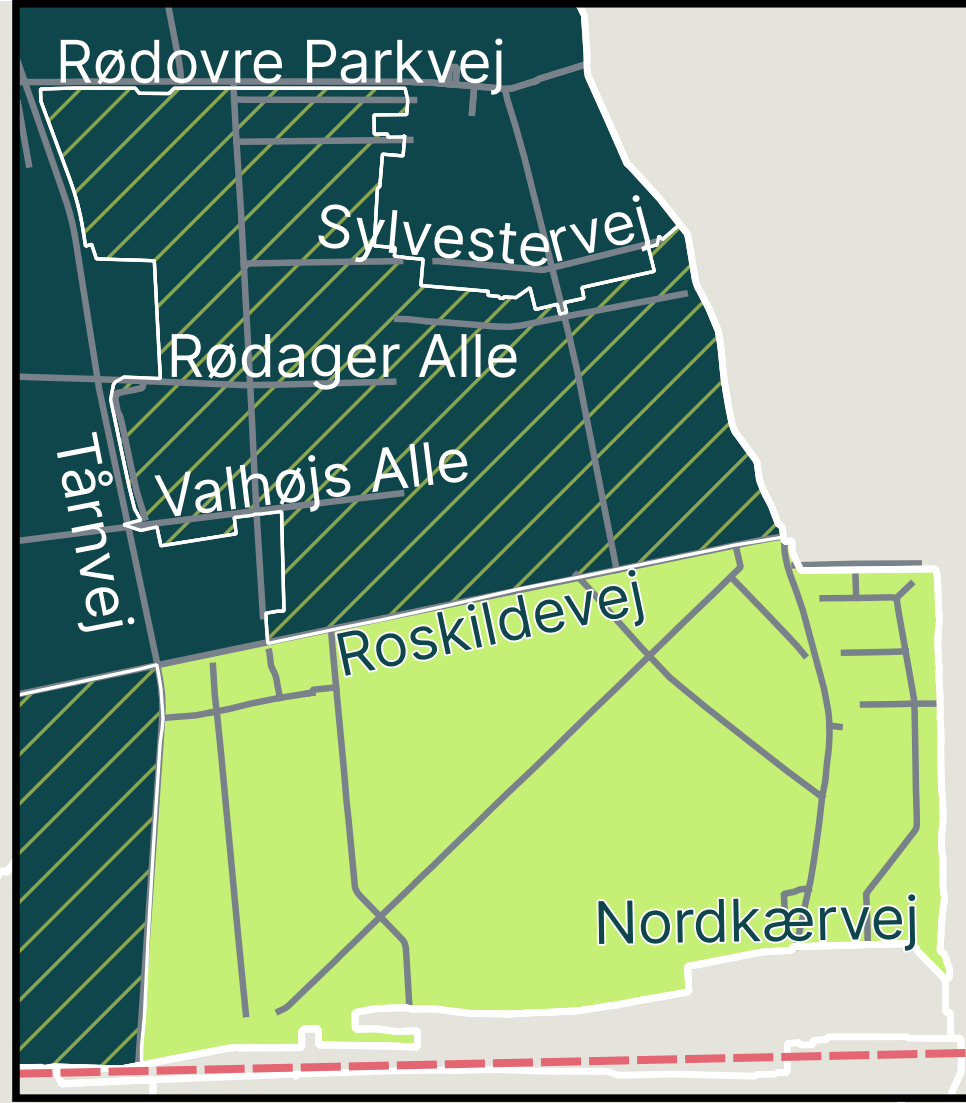 Rødovre Parkvej
Sylvestervej
Rødager Alle
Valhøjs Alle
Tårnvej
Roskildevej
Nordkærvej